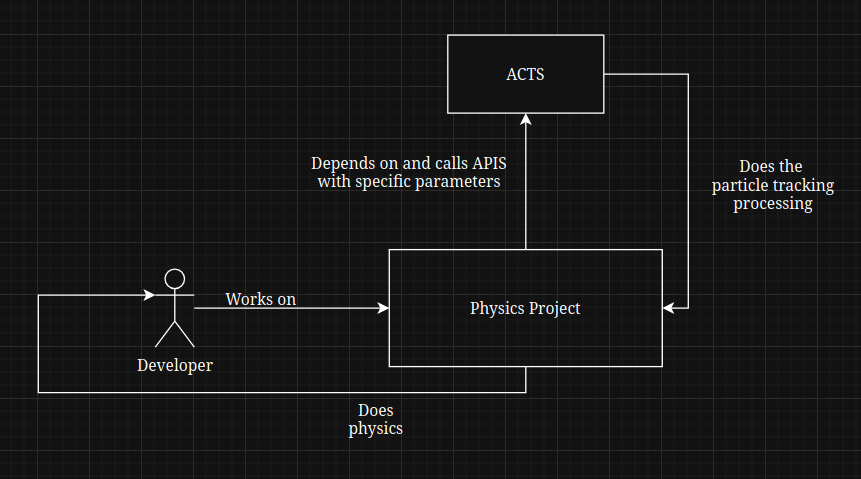 ACTS
Depends on and calls APIS
with specific parameters
Does the
particle tracking
processing
Works on
Physics Project
Developer
Does
physics